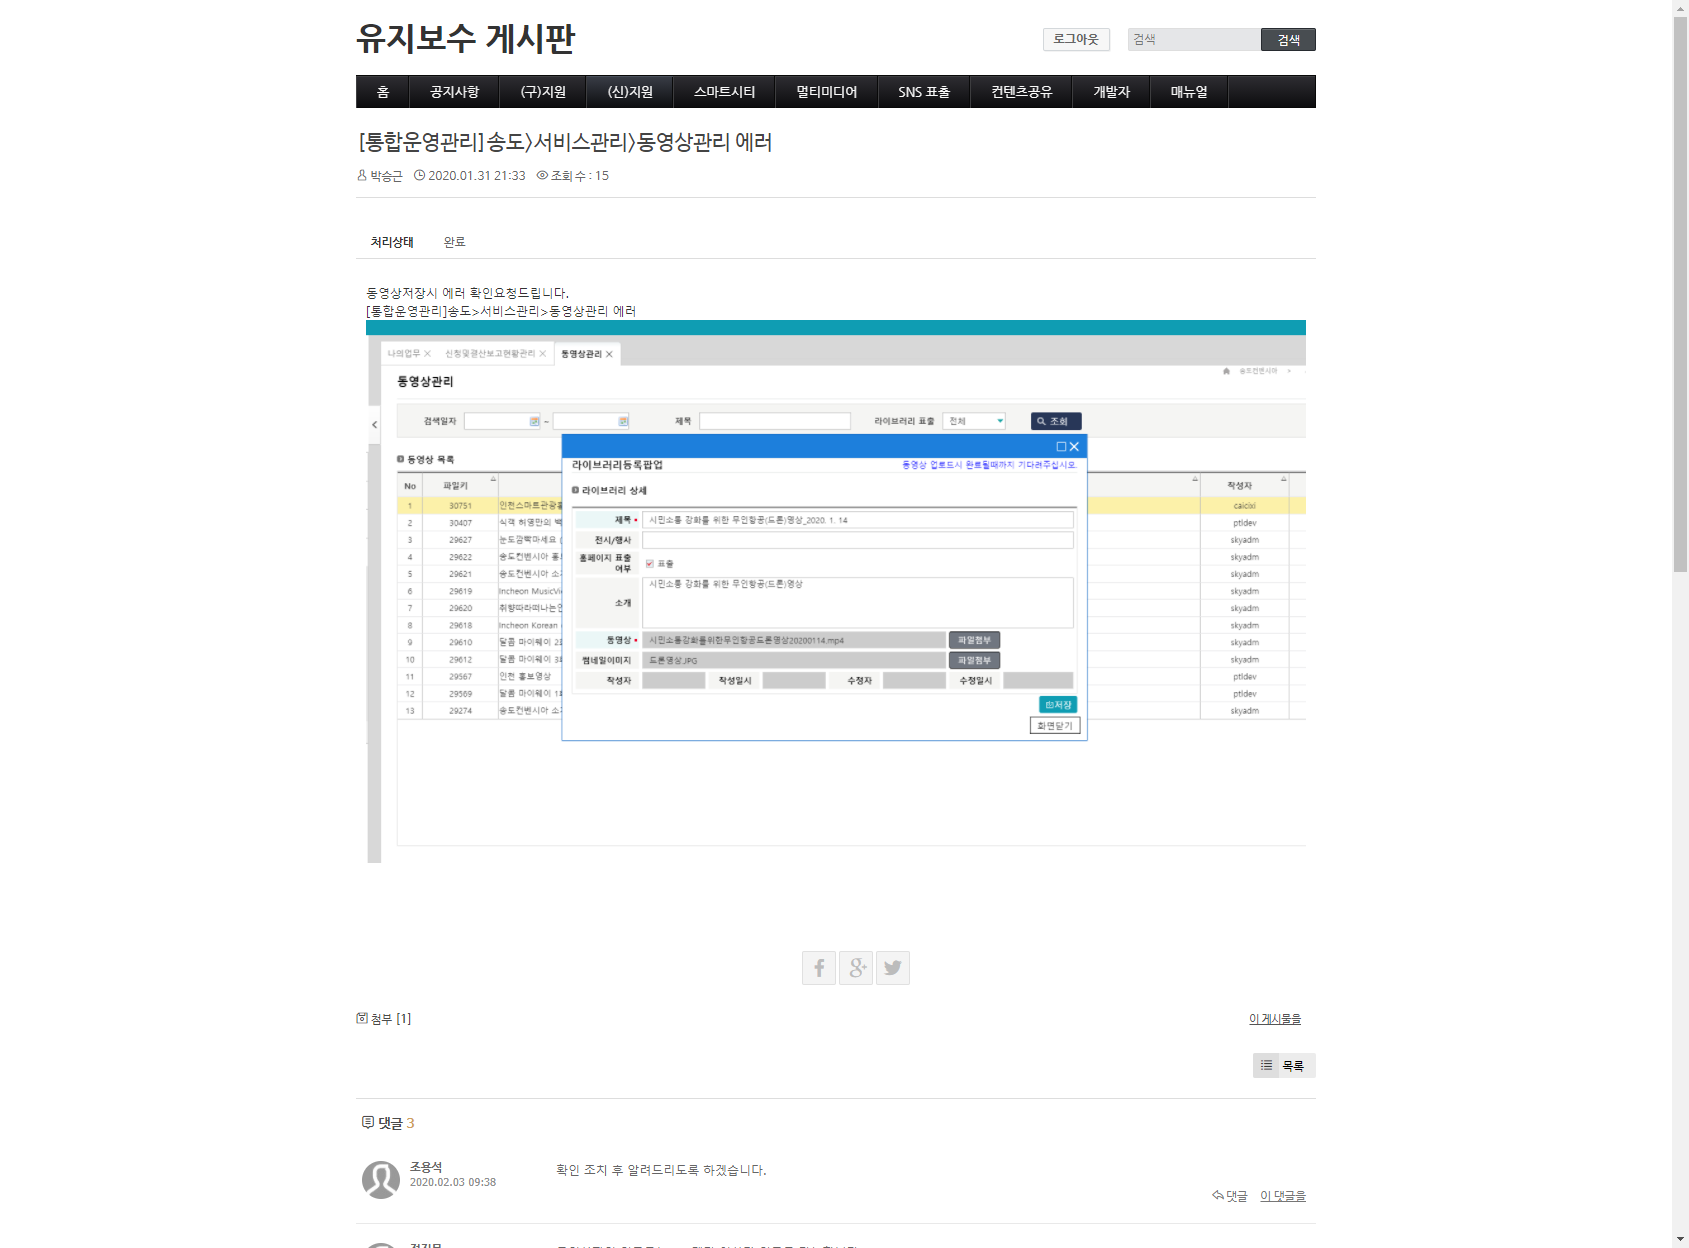 유지보수 게시판
로그아웃 검색 검색
홈 공지사항 (구)지원 (신)지원 스마트시티 멀티미디어 SNS 표출 컨텐츠공유 개발자 매뉴얼
[통합운영관리]송도>서비스관리>동영상관리 에러
박승근 2020.01.31 21:33 조회 수 : 15
처리상태 완료
동영상저장시 에러 확인요청드립니다.
[통합운영관리]송도>서비스관리>동영상관리 에러
나의업무 신청및결산보고현황관리 동영상관리
송도컨벤시아 >
동영상관리
검색일자 ~ 제목 라이브러리 표출 전체 조회
동영상 목록
No 파일키 작성자
1 30751 인천스마트관광 caicixi
2 30407 식객 허영만의 백 ptldev
3 29627 눈도깜빡마세요 ( skyadm
4 29622 송도컨벤시아 홍 skyadm
5 29621 송도컨벤시아 소 skyadm
6 29619 Incheon MusicVi skyadm
7 29620 취향따라떠나는인 skyadm
8 29618 Incheon Korean skyadm
9 29610 달콤 마이웨이 2 skyadm
10 29612 달콤 마이웨이 3 skyadm
11 29567 인천 홍보영상 ptldev
12 29569 달콤 마이웨이 1 ptldev
13 29274 송도컨벤시아 소 skyadm
라이브러리등록팝업 동영상 업로드시 완료될때까지 기다려주십시오.
라이브러리 상세
제목 시민소통 강화를 위한 무인항공(드론)영상_2020. 1. 14
전시/행사
홈페이지 표출
여부 표출
소개 시민소통 강화를 위한 무인항공(드론)영상
동영상 시민소통강화를위한무인항공드론영상20200114.mp4 파일첨부
썸네일이미지 드론영상.JPG 파일첨부
작성자 작성일시 수정자 수정일시
저장
화면닫기
첨부 [1] 이 게시물을
목록
댓글 3
조용석
2020.02.03 09:38
확인 조치 후 알려드리도록 하겠습니다.
댓글 이 댓글을